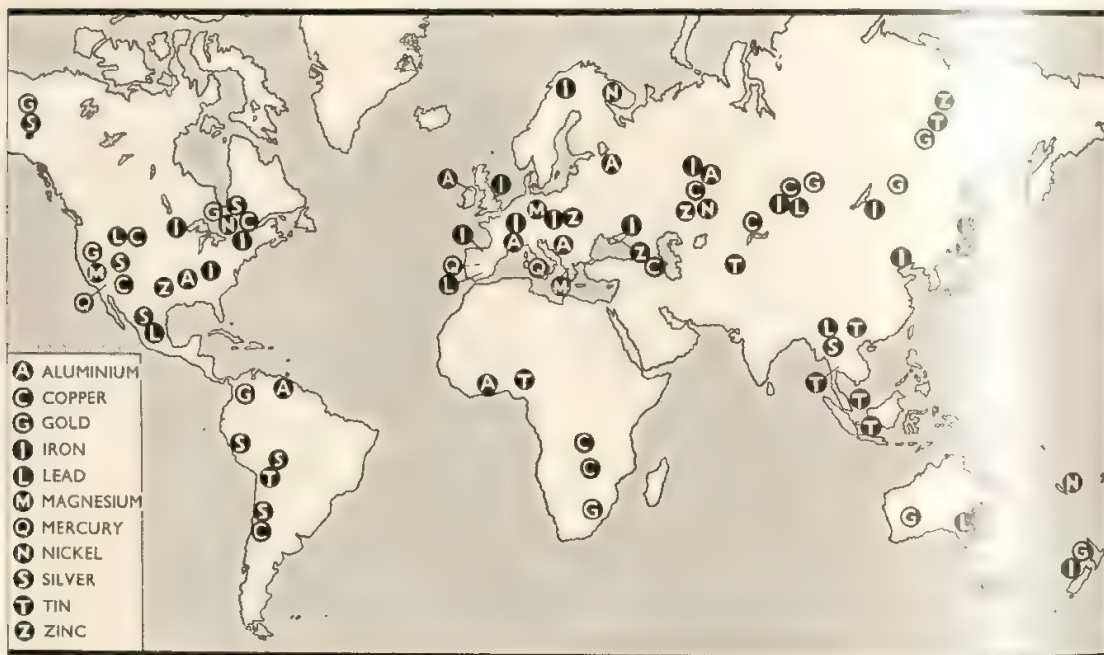 I N
G Z
S T
G
A I A
A I C G G
C
G S M Z N I L I
I N C I I Z I C
L C I I A A
G Z I
S Q Q C T
M A I
C Z L M
Q
S
L L T
S
A T T
G A T
T
S C
S C
T N
S G G L
C
G
I
A ALUMINIUM
C COPPER
G GOLD
I IRON
L LEAD
M MAGNESIUM
Q MERCURY
N NICKEL
S SILVER
T TIN
Z ZINC